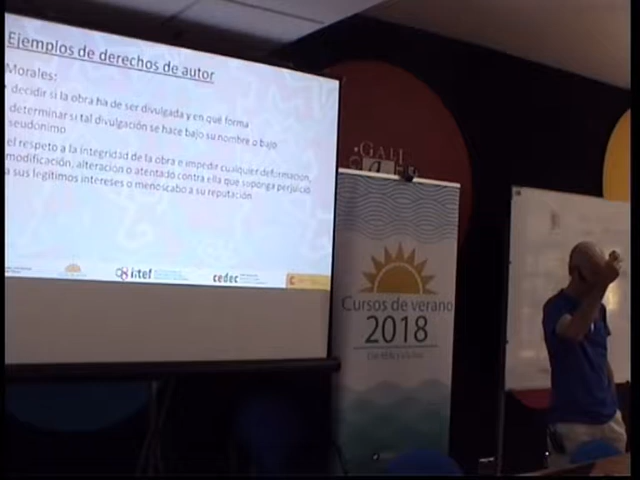 Ejemplos de derechos de autor
Morales:
decidir si la obra ha de ser divulgada y en qué forma
determinar si tal divulgación se hace bajo su nombre o bajo
seudónimo
el respeto a la integridad de la obra e impedir cualquier deformación,
modificación, alteración o atentado contra ella que suponga perjuicio
a sus legítimos intereses o menoscabo a su reputación
intef
cedec
Cursos de verano
2018